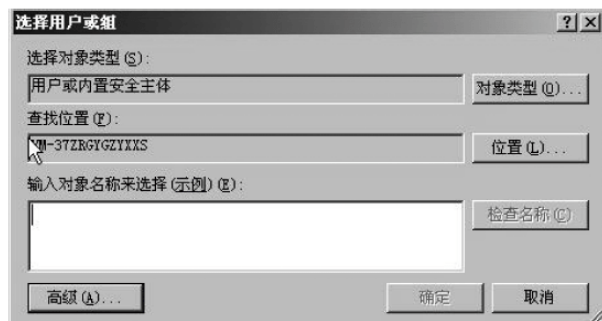 选择用户或组
选择对象类型(S):
用户或内置安全主体
对象类型(O)...
查找位置(F):
VM-37ZRGYGZYXXS
位置(L)...
输入对象名称来选择(示例)(E):
检查名称(C)
高级(A)...
确定
取消